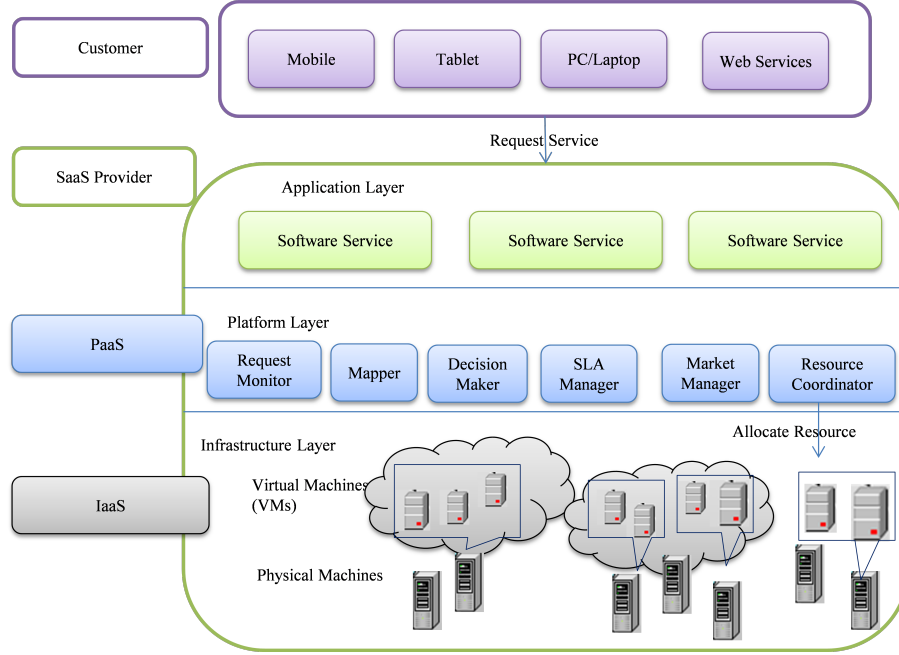 Customer
Mobile
Tablet
PC/Laptop
Web Services
Request Service
SaaS Provider
Application Layer
Software Service
Software Service
Software Service
PaaS
Platform Layer
Request
Monitor
Mapper
Decision
Maker
SLA
Manager
Market
Manager
Resource
Coordinator
Allocate Resource
Infrastructure Layer
IaaS
Virtual Machines
(VMs)
Physical Machines